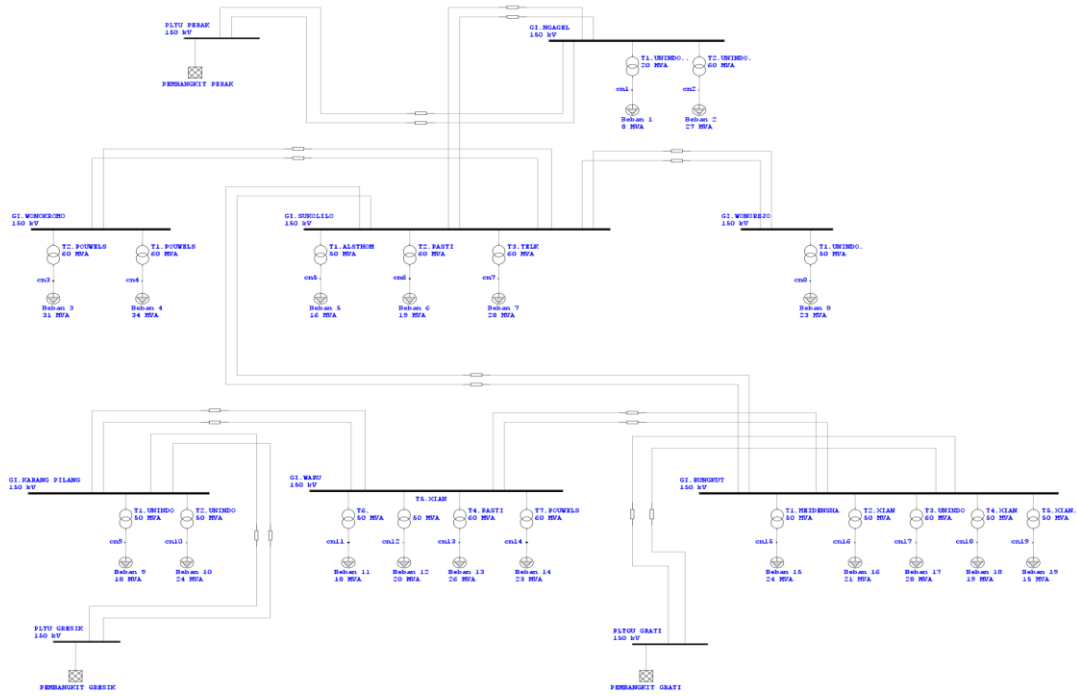 PLTU PERAK
150 kV
PEMBANGKIT PERAK
GI.NGAGEL
150 kV
T1.UNINDO..
20 MVA
T2.UNINDO.
60 MVA
cn1
cn2
Beban 1
8 MVA
Beban 2
27 MVA
GI.WONOKROMO
150 kV
T2.POUWELS
60 MVA
T1.POUWELS
60 MVA
cn3
cn4
Beban 3
31 MVA
Beban 4
34 MVA
GI.SUKOLILO
150 kV
T1.ALSTHOM
50 MVA
T2.PASTI
60 MVA
T3.TELK
60 MVA
cn5
cn6
cn7
Beban 5
16 MVA
Beban 6
19 MVA
Beban 7
28 MVA
GI.WONOREJO
150 kV
T1.UNINDO.
50 MVA
cn8
Beban 8
23 MVA
GI.KARANG PILANG
150 kV
T1.UNINDO
50 MVA
T2.UNINDO
50 MVA
cn9
cn10
Beban 9
18 MVA
Beban 10
24 MVA
GI.WARU
150 kV
T5.XIAN
T6.
50 MVA
50 MVA
T4.PASTI
60 MVA
T7.POUWELS
60 MVA
cn11
cn12
cn13
cn14
Beban 11
18 MVA
Beban 12
20 MVA
Beban 13
26 MVA
Beban 14
23 MVA
GI.RUNGKUT
150 kV
T1.MEIDENSHA
50 MVA
T2.XIAN
50 MVA
T3.UNINDO
60 MVA
T4.XIAN
50 MVA
T5.XIAN.
50 MVA
cn15
cn16
cn17
cn18
cn19
Beban 15
24 MVA
Beban 16
21 MVA
Beban 17
28 MVA
Beban 18
19 MVA
Beban 19
15 MVA
PLTU GRESIK
150 kV
PEMBANGKIT GRESIK
PLTGU GRATI
150 kV
PEMBANGKIT GRATI